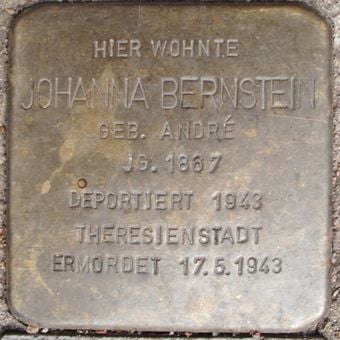 HIER WOHNTE
JOHANNA BERNSTEIN
GEB. ANDRÉ
JG. 1867
DEPORTIERT 1943
THERESIENSTADT
ERMORDET 17.5.1943